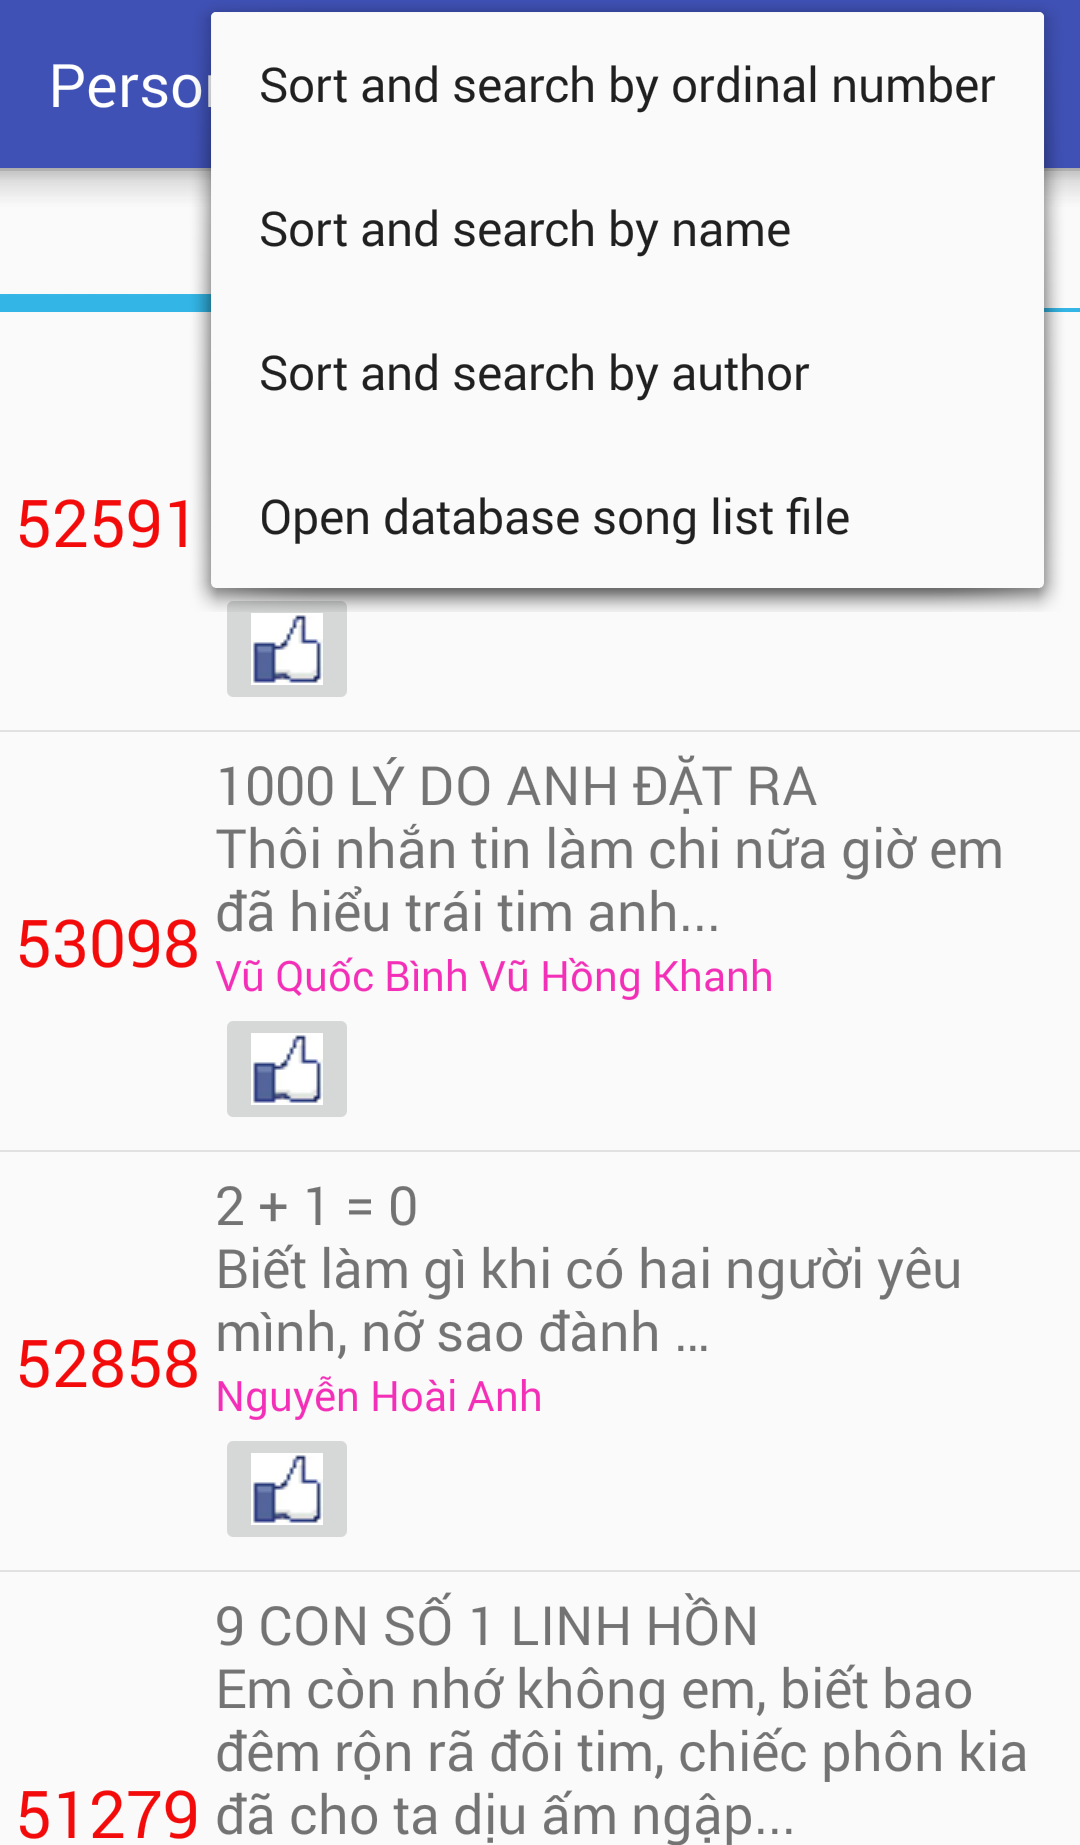 Sort and search by ordinal number
Sort and search by name
Sort and search by author
Open database song list file
52591
1000 LÝ DO ANH ĐẶT RA
Thôi nhắn tin làm chi nữa giờ em
đã hiểu trái tim anh...
53098
Vũ Quốc Bình Vũ Hồng Khanh
2 + 1 = 0
Biết làm gì khi có hai người yêu
mình, nỡ sao đành ...
52858
Nguyễn Hoài Anh
9 CON SỐ 1 LINH HỒN
Em còn nhớ không em, biết bao
đêm rộn rã đôi tim, chiếc phôn kia
51279 đã cho ta dịu ấm ngập...